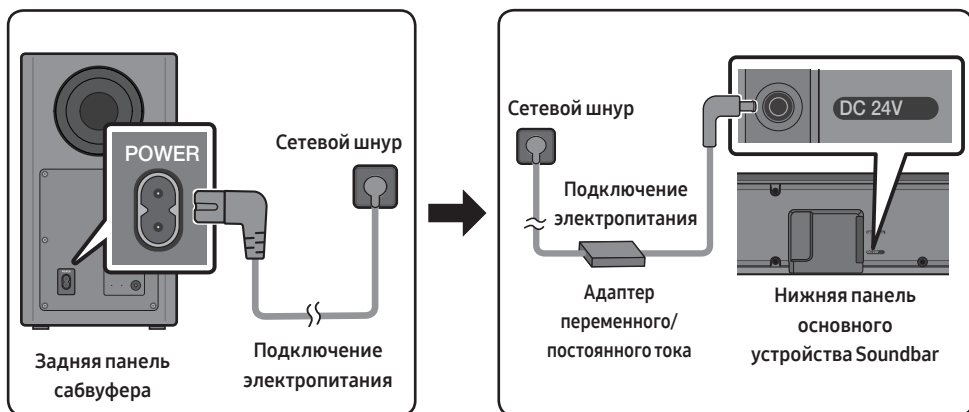 POWER
Сетевой шнур
Задняя панель
сабвуфера
Подключение
электропитания
Сетевой шнур
DC 24V
Подключение
электропитания
Адаптер
переменного/
постоянного тока
Нижняя панель
основного
устройства Soundbar